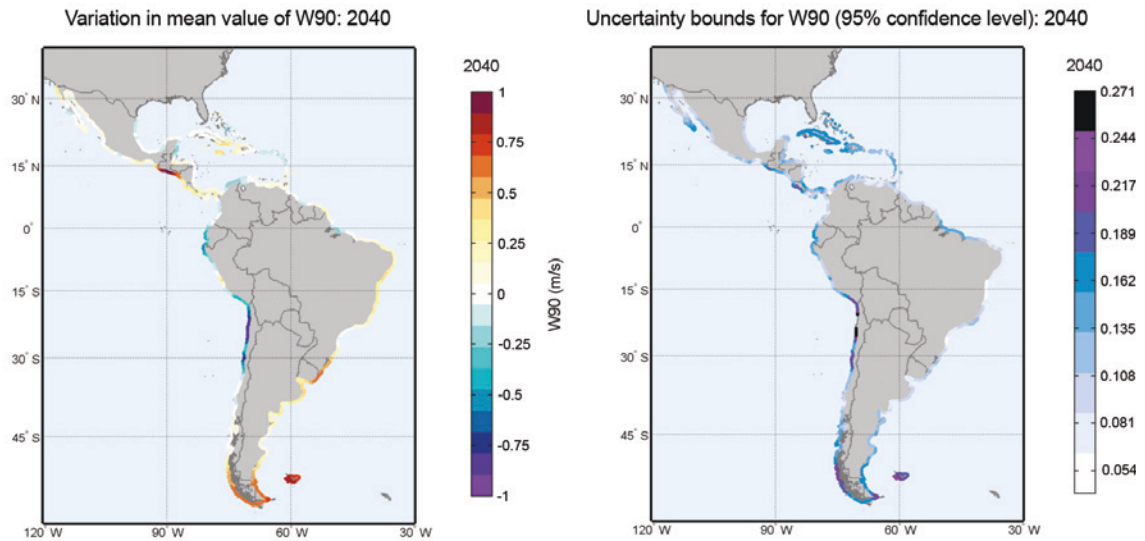 Variation in mean value of W90: 2040
Uncertainty bounds for W90 (95% confidence level): 2040
2040
1
0.75
0.5
0.25
0
-0.25
-0.5
-0.75
-1
W90 (m/s)
30° N
15° N
0°
15° S
30° S
45° S
120 W
90 W
60 W
30 W
2040
0.271
0.244
0.217
0.189
0.162
0.135
0.108
0.081
0.054
30° N
15° N
0°
15° S
30° S
45° S
120 W
90 W
60 W
30 W